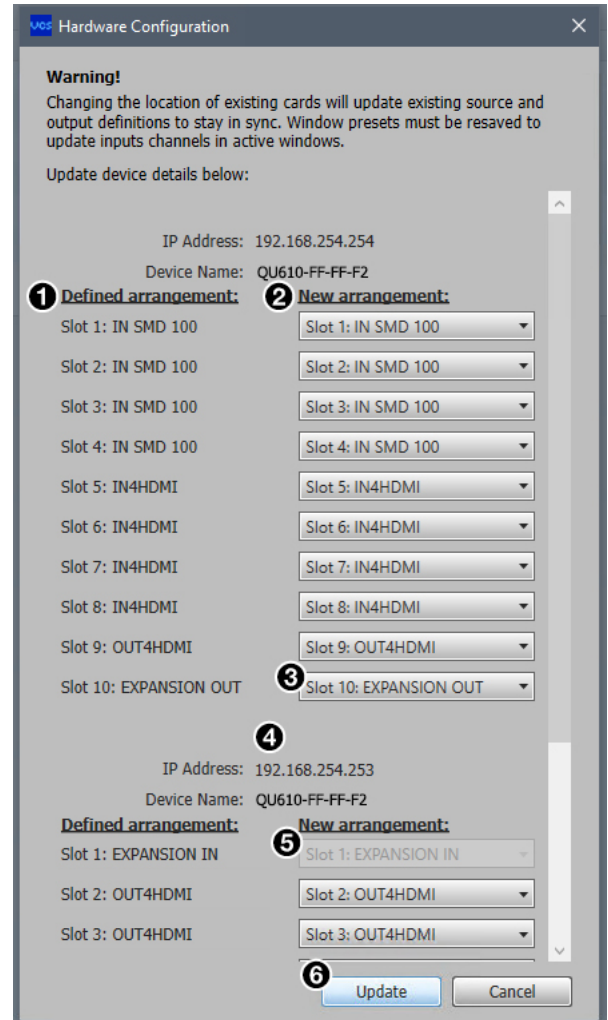 VCS Hardware Configuration
Warning!
Changing the location of existing cards will update existing source and
output definitions to stay in sync. Window presets must be resaved to
update inputs channels in active windows.
Update device details below:
IP Address: 192.168.254.254
Device Name: QU610-FF-FF-F2
1 Defined arrangement: 2 New arrangement:
Slot 1: IN SMD 100 Slot 1: IN SMD 100
Slot 2: IN SMD 100 Slot 2: IN SMD 100
Slot 3: IN SMD 100 Slot 3: IN SMD 100
Slot 4: IN SMD 100 Slot 4: IN SMD 100
Slot 5: IN4HDMI Slot 5: IN4HDMI
Slot 6: IN4HDMI Slot 6: IN4HDMI
Slot 7: IN4HDMI Slot 7: IN4HDMI
Slot 8: IN4HDMI Slot 8: IN4HDMI
Slot 9: OUT4HDMI Slot 9: OUT4HDMI
Slot 10: EXPANSION OUT 3 Slot 10: EXPANSION OUT
4
IP Address: 192.168.254.253
Device Name: QU610-FF-FF-F2
Defined arrangement: New arrangement:
Slot 1: EXPANSION IN 5 Slot 1: EXPANSION IN
Slot 2: OUT4HDMI Slot 2: OUT4HDMI
Slot 3: OUT4HDMI Slot 3: OUT4HDMI
6 Update Cancel